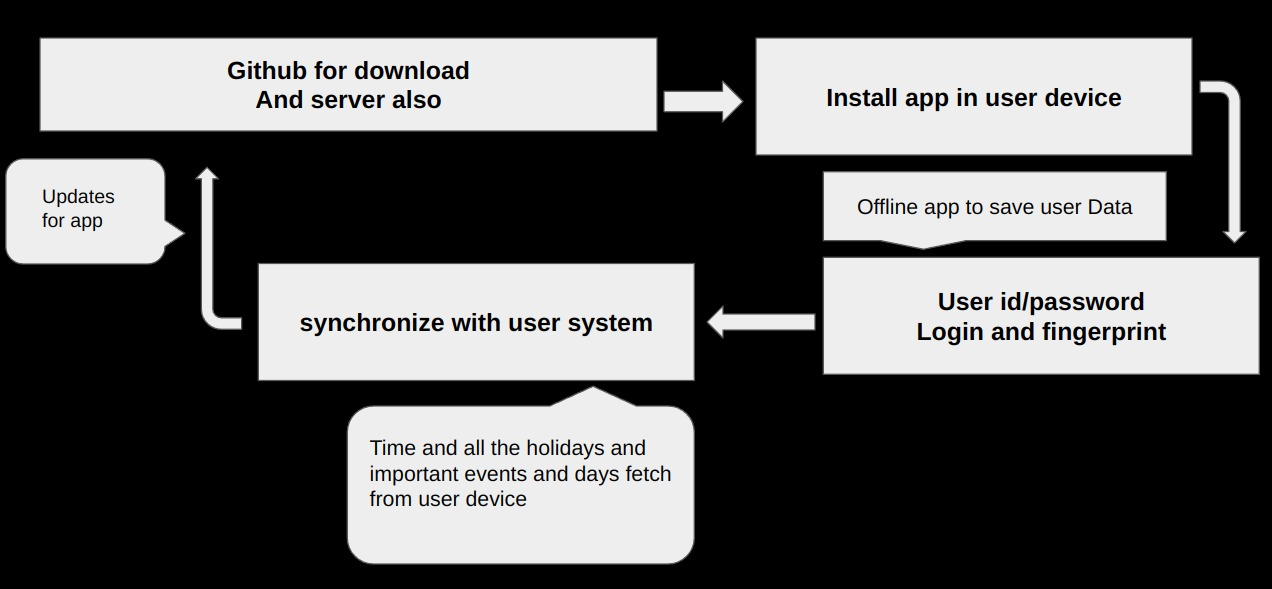 Github for download
And server also
Install app in user device
Updates
for app
Offline app to save user Data
synchronize with user system
User id/password
Login and fingerprint
Time and all the holidays and
important events and days fetch
from user device